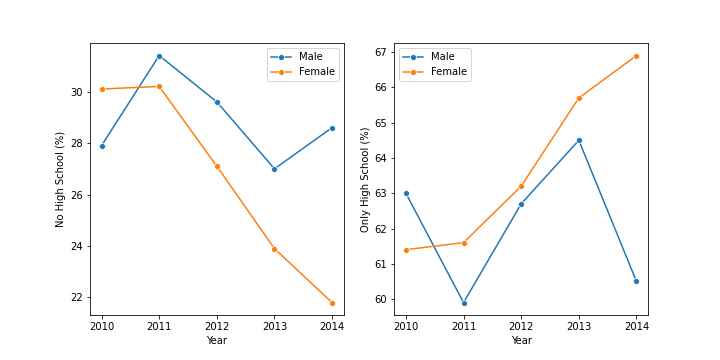 No High School (%)
30
28
26
24
22
Male
Female
2010 2011 2012 2013 2014
Year
Only High School (%)
67
66
65
64
63
62
61
60
Male
Female
2010 2011 2012 2013 2014
Year